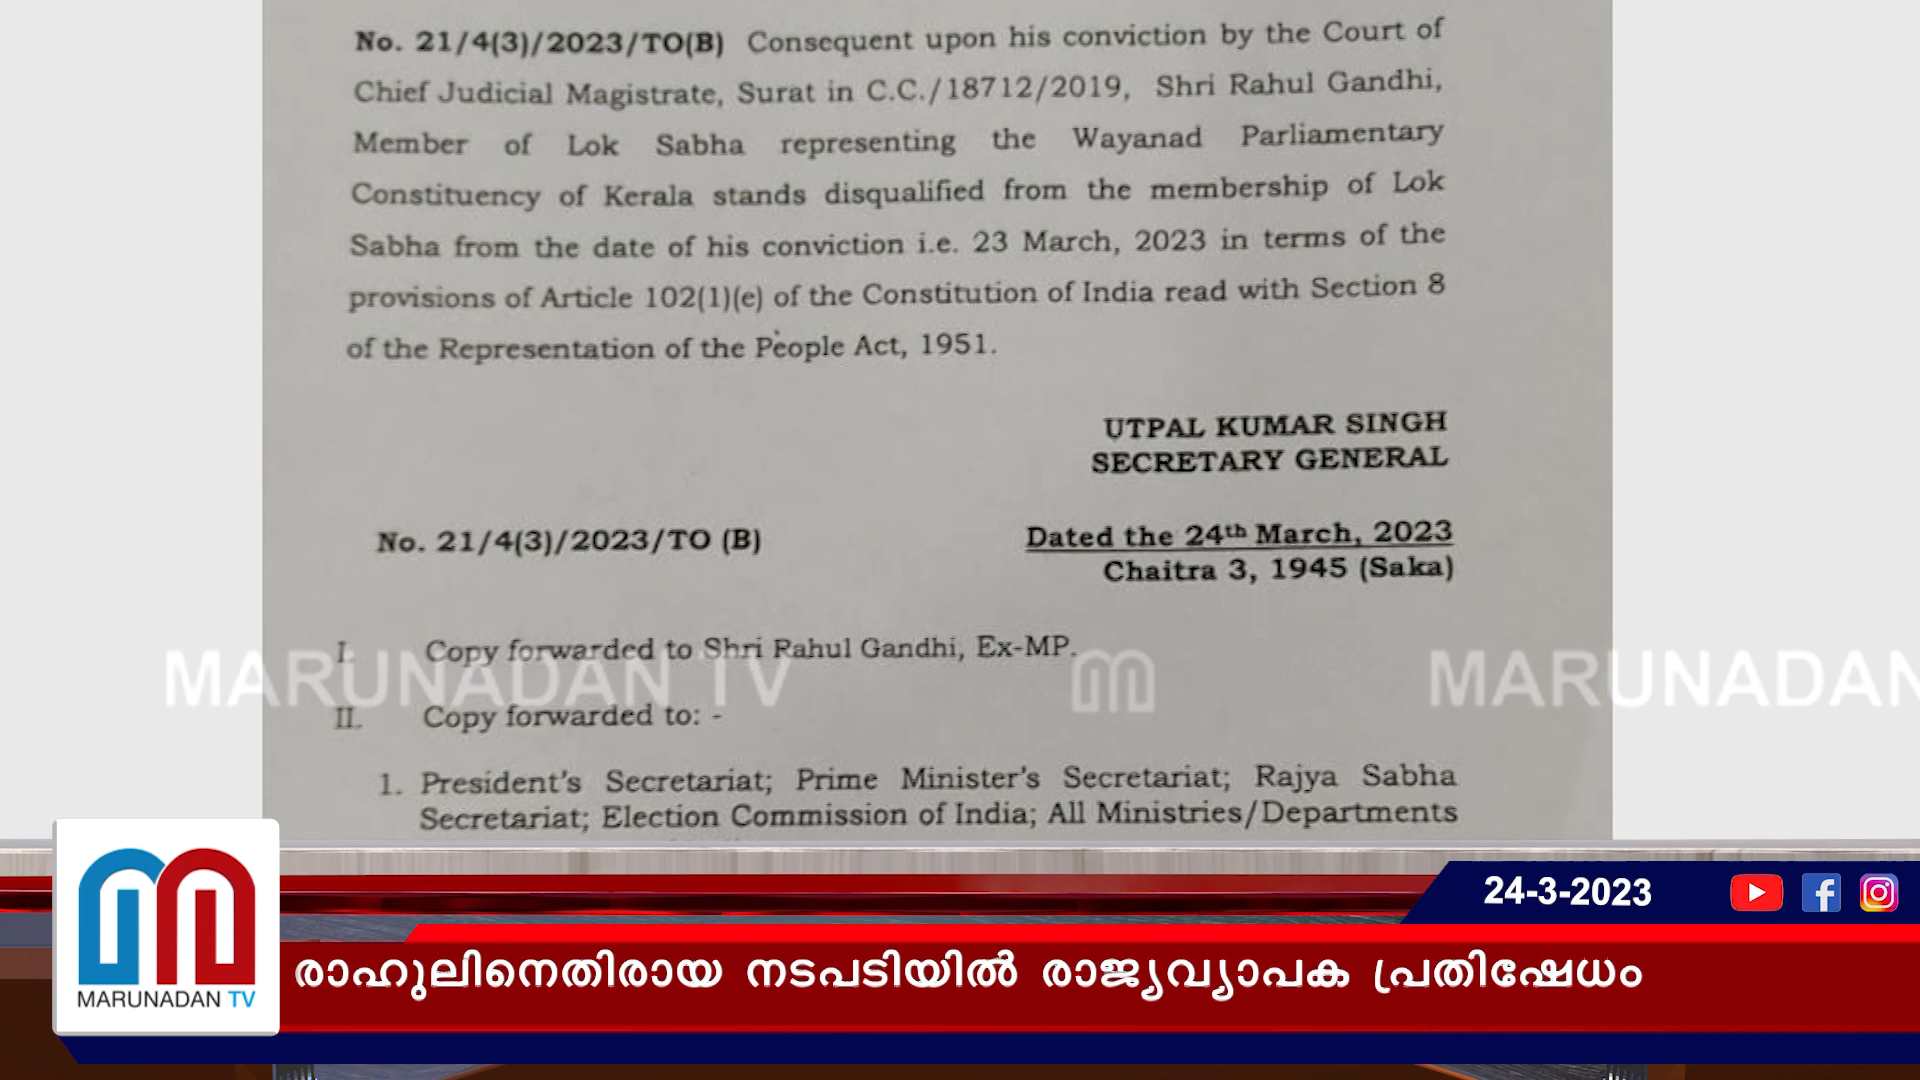 No. 21/4(3)/2023/TO(B) Consequent upon his conviction by the Court of
Chief Judicial Magistrate, Surat in C.C./18712/2019, Shri Rahul Gandhi,
Member of Lok Sabha representing the Wayanad Parliamentary
Constituency of Kerala stands disqualified from the membership of Lok
Sabha from the date of his conviction i.e. 23 March, 2023 in terms of the
provisions of Article 102(1)(e) of the Constitution of India read with Section 8
of the Representation of the People Act, 1951.
UTPAL KUMAR SINGH
SECRETARY GENERAL
No. 21/4(3)/2023/TO (B)
Dated the 24th March, 2023
Chaitra 3, 1945 (Saka)
I. Copy forwarded to Shri Rahul Gandhi, Ex-MP.
MARUNADAN TV
MARUNADAN
II. Copy forwarded to: -
1. President's Secretariat; Prime Minister's Secretariat; Rajya Sabha
Secretariat; Election Commission of India; All Ministries/Departments
24-3-2023
രാഹുലിനെതിരായ നടപടിയിൽ രാജ്യവ്യാപക പ്രതിഷേധം
MARUNADAN TV